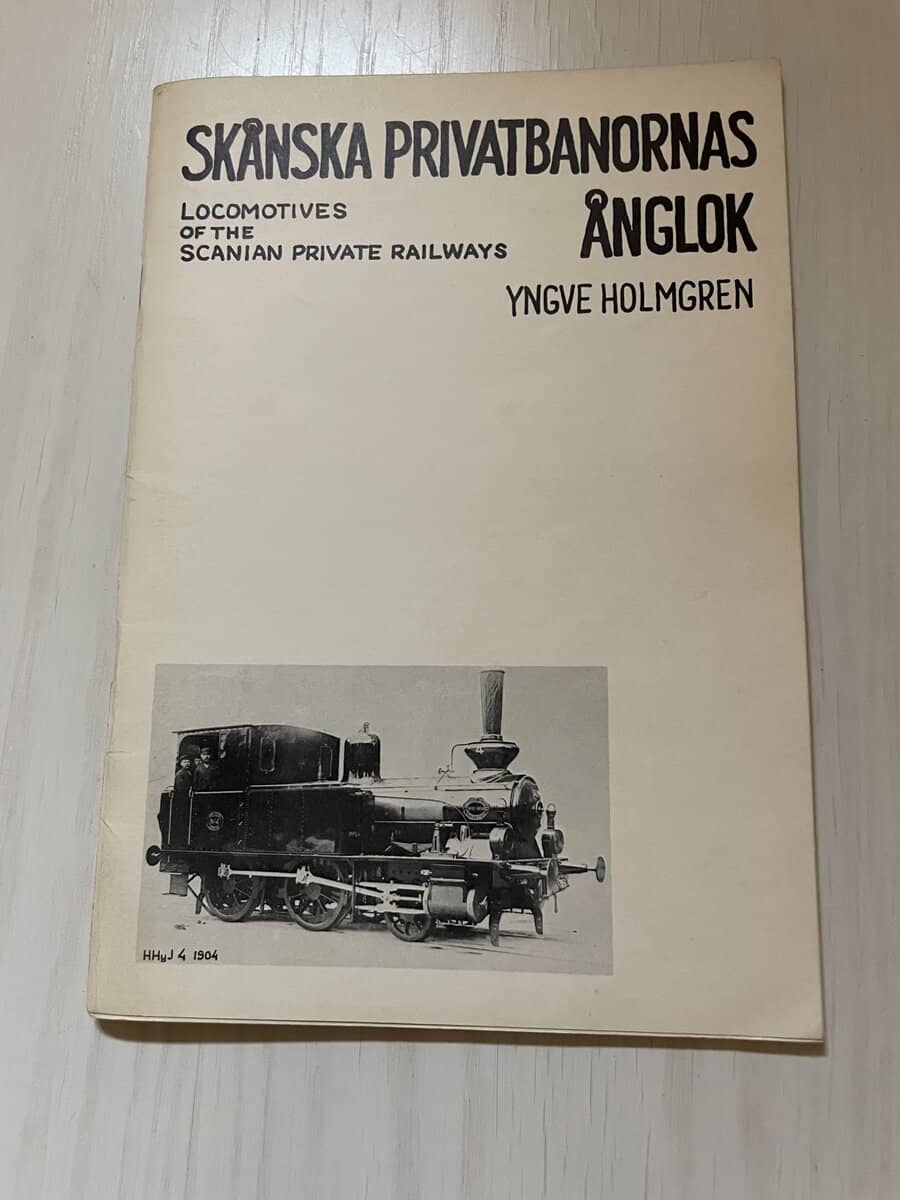 SKÅNSKA PRIVATBANORNAS
ÅNGLOK
LOCOMOTIVES
OF THE
SCANIAN PRIVATE RAILWAYS
YNGVE HOLMGREN
HHyJ 4 1904